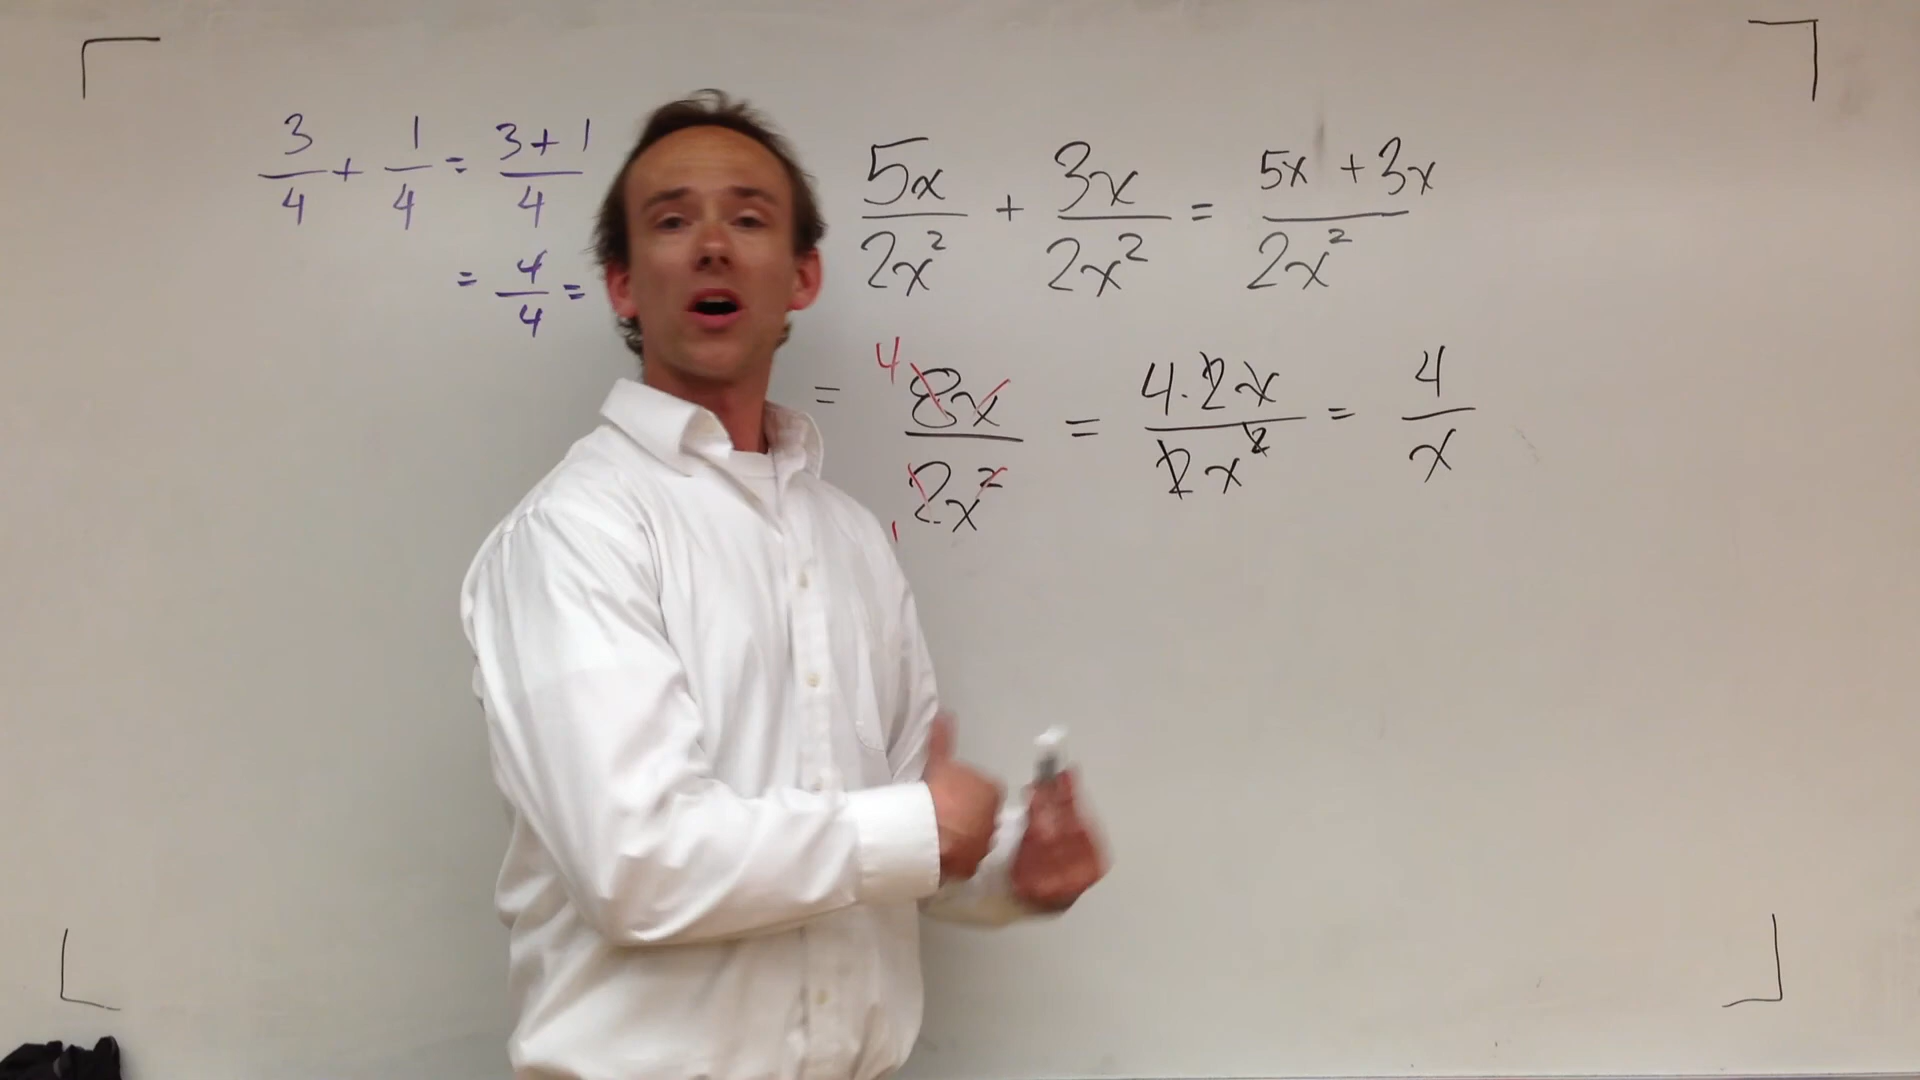 3/4 + 1/4 = 3+1/4
= 4/4 =
5x/2x² + 3x/2x² = 5x + 3x/2x²
= 4 8x/2x² = 4·2x/2x² = 4/x